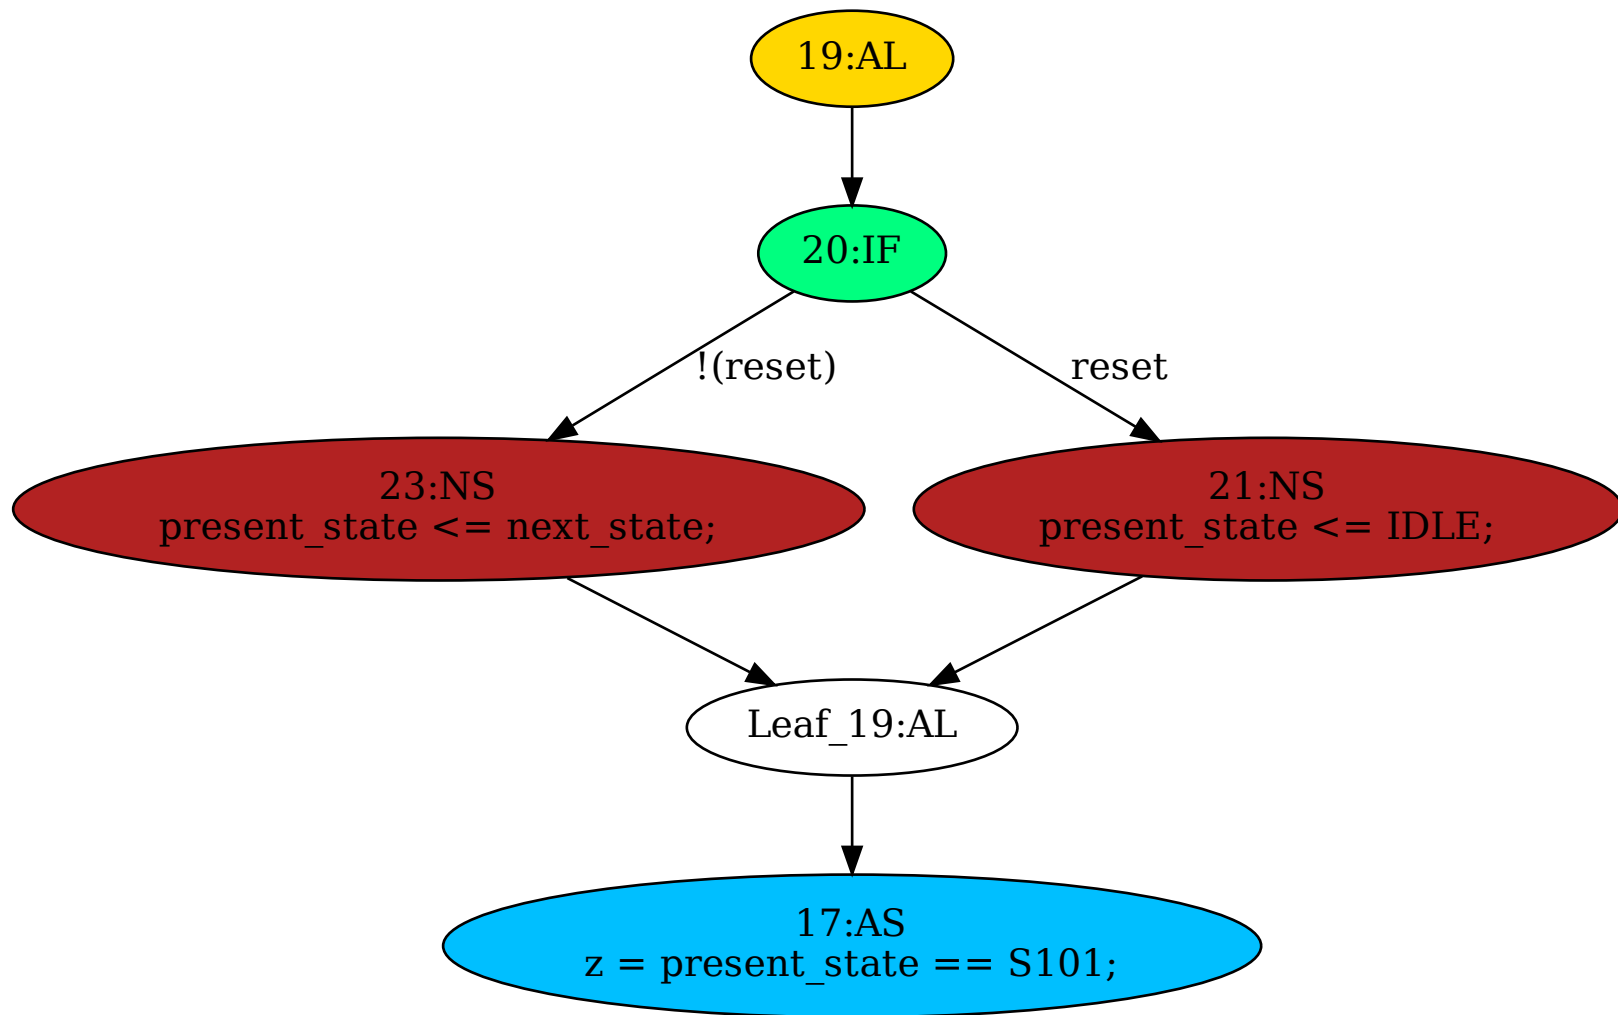 19:AL
20:IF
!(reset)
reset
23:NS
present_state <= next_state;
21:NS
present_state <= IDLE;
Leaf_19:AL
17:AS
z = present_state == S101;